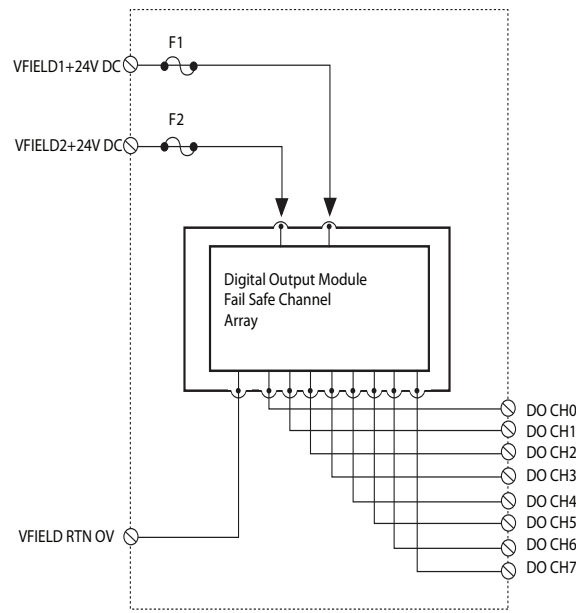 F1
VFIELD1+24V DC
F2
VFIELD2+24V DC
Digital Output Module
Fail Safe Channel
Array
DO CH0
DO CH1
DO CH2
DO CH3
DO CH4
DO CH5
DO CH6
DO CH7
VFIELD RTN OV